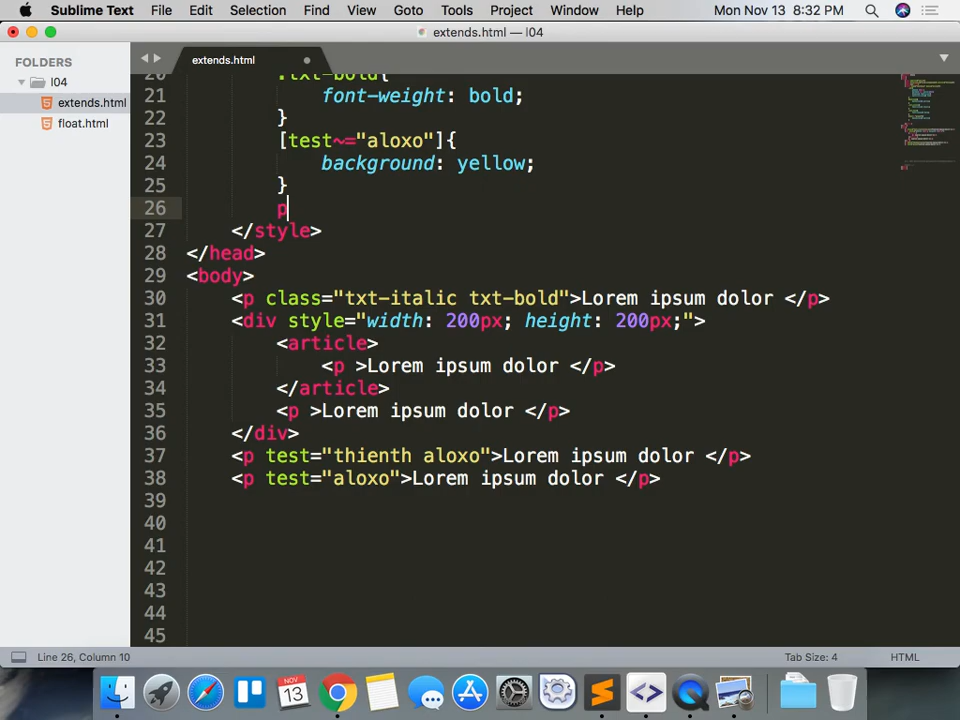 Sublime Text File Edit Selection Find View Goto Tools Project Window Help Mon Nov 13 8:32 PM
extends.html — l04
FOLDERS
l04
extends.html
float.html
extends.html
20 .txt-bold{
21 font-weight: bold;
22 }
23 [test~="aloxo"]{
24 background: yellow;
25 }
26 p
27 </style>
28 </head>
29 <body>
30 <p class="txt-italic txt-bold">Lorem ipsum dolor </p>
31 <div style="width: 200px; height: 200px;">
32 <article>
33 <p >Lorem ipsum dolor </p>
34 </article>
35 <p >Lorem ipsum dolor </p>
36 </div>
37 <p test="thienth aloxo">Lorem ipsum dolor </p>
38 <p test="aloxo">Lorem ipsum dolor </p>
39
40
41
42
43
44
45
Line 26, Column 10 Tab Size: 4 HTML
NOV
13